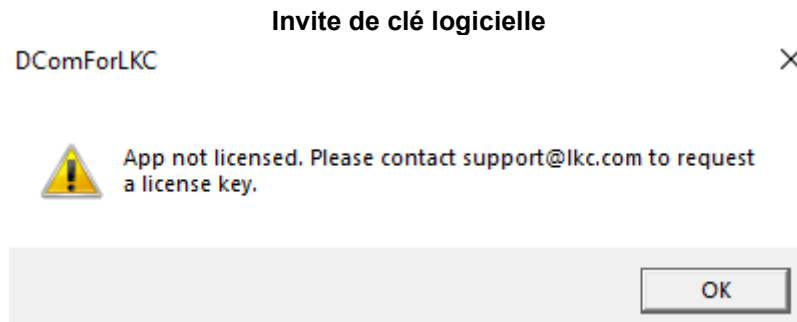 Invite de clé logicielle
DComForLKC
App not licensed. Please contact support@lkc.com to request
a license key.
OK